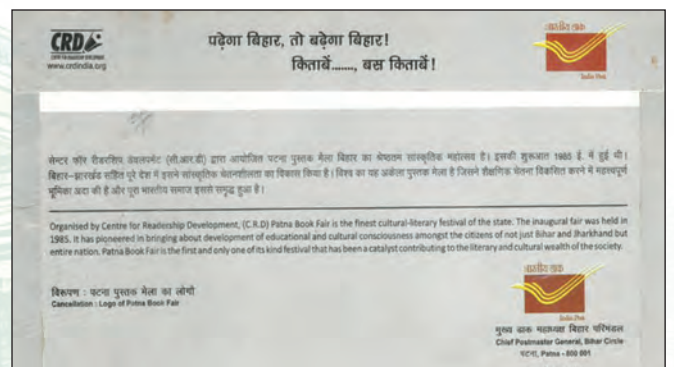 CRD
CENTRE FOR READERSHIP DEVELOPMENT
www.crdindia.org
पढ़ेगा बिहार, तो बढ़ेगा बिहार!
किताबें......., बस किताबें!
भारतीय डाक
India Post
सेन्टर फॉर रीडरशिप डेवलपमेंट (सी.आर.डी) द्वारा आयोजित पटना पुस्तक मेला बिहार का श्रेष्ठतम सांस्कृतिक महोत्सव है। इसकी शुरूआत 1985 ई. में हुई थी।
बिहार-झारखंड सहित पूरे देश में इसने सांस्कृतिक चेतनशीलता का विकास किया है। विश्व का यह अकेला पुस्तक मेला है जिसने शैक्षणिक चेतना विकसित करने में महत्वपूर्ण
भूमिका अदा की है और पूरा भारतीय समाज इससे समृद्ध हुआ है।
Organised by Centre for Readership Development, (C.R.D) Patna Book Fair is the finest cultural-literary festival of the state. The inaugural fair was held in
1985. It has pioneered in bringing about development of educational and cultural consciousness amongst the citizens of not just Bihar and Jharkhand but
entire nation. Patna Book Fair is the first and only one of its kind festival that has been a catalyst contributing to the literary and cultural wealth of the society.
विरूपण : पटना पुस्तक मेला का लोगो
Cancellation : Logo of Patna Book Fair
भारतीय डाक
India Post
मुख्य डाक महाध्यक्ष बिहार परिमंडल
Chief Postmaster General, Bihar Circle
पटना, Patna - 800 001